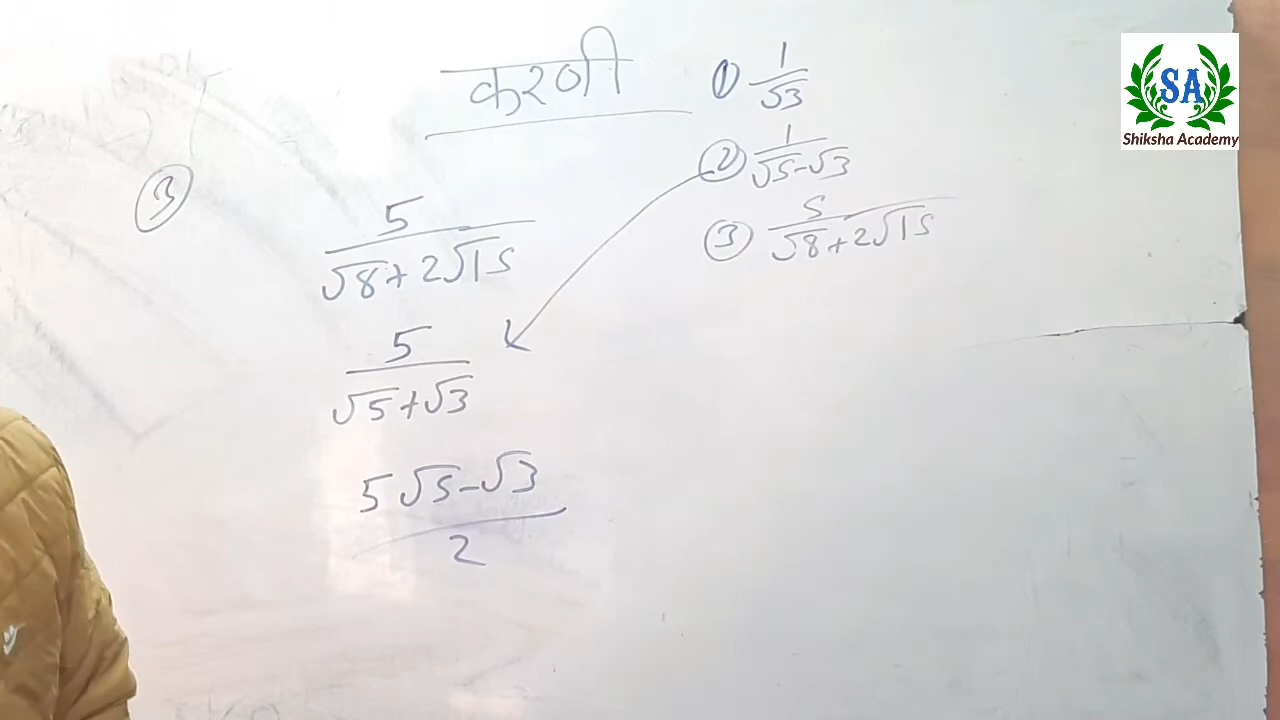 करणी
① 1/√3
② 1/(√5-√3)
③ 5/(√8+2√15)
③
5/(√8+2√15)
5/(√5+√3)
5√5-√3/2
SA
Shiksha Academy